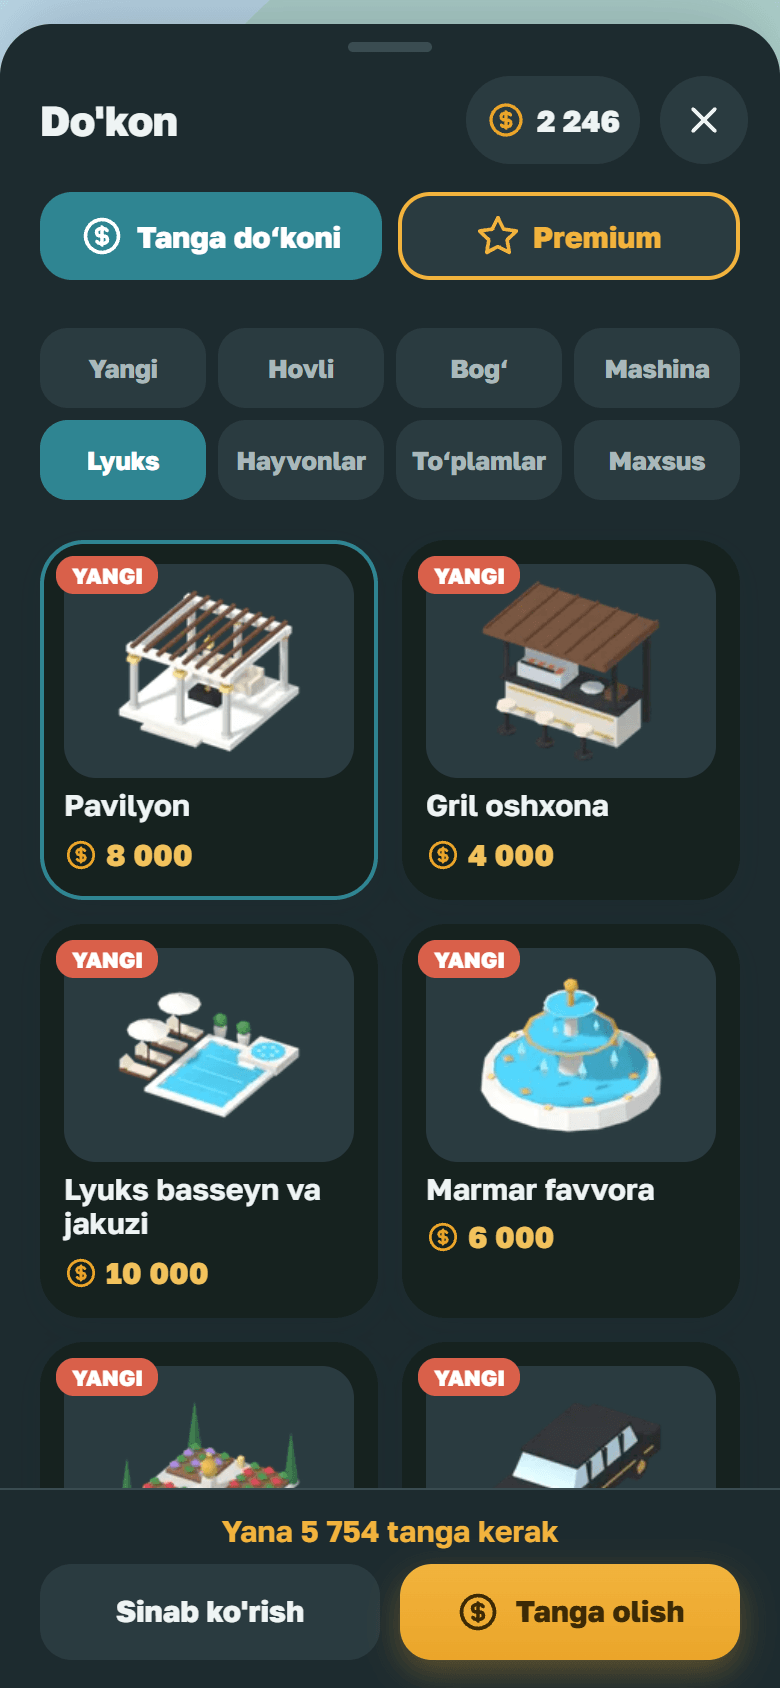 Do'kon
2 246
Tanga do‘koni
Premium
Yangi
Hovli
Bog‘
Mashina
Lyuks
Hayvonlar
To‘plamlar
Maxsus
YANGI
YANGI
Pavilyon
Gril oshxona
8 000
4 000
YANGI
YANGI
Lyuks basseyn va
jakuzi
Marmar favvora
10 000
6 000
YANGI
YANGI
Yana 5 754 tanga kerak
Sinab ko'rish
Tanga olish